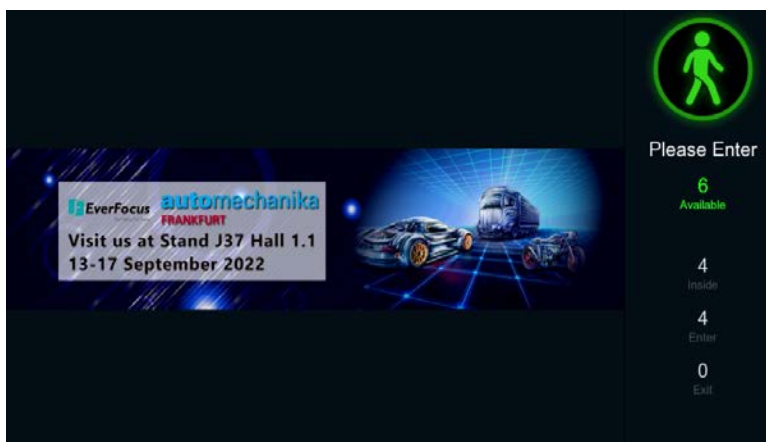 EverFocus
automechanika
FRANKFURT
Visit us at Stand J37 Hall 1.1
13-17 September 2022
Please Enter
6
Available
4
Inside
4
Enter
0
Exit